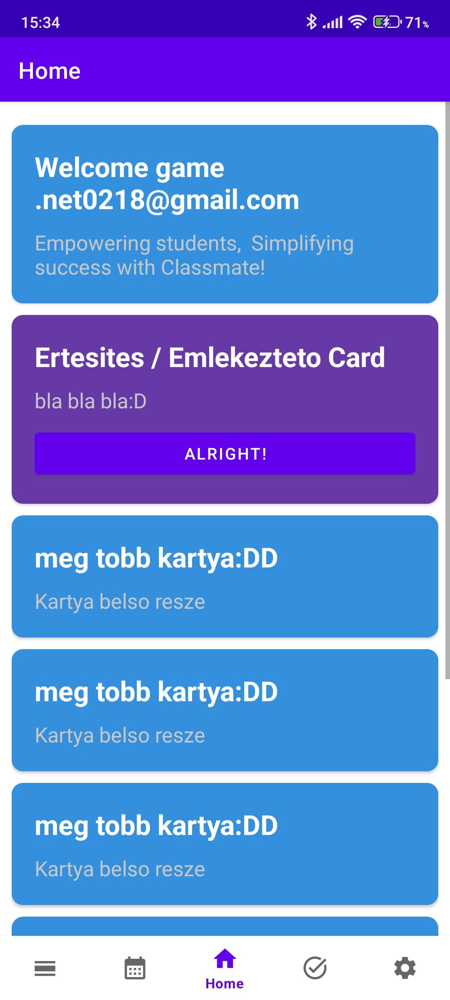 15:34
71%
Home
Welcome game
.net0218@gmail.com
Empowering students,  Simplifying
success with Classmate!
Ertesites / Emlekezteto Card
bla bla bla:D
ALRIGHT!
meg tobb kartya:DD
Kartya belso resze
meg tobb kartya:DD
Kartya belso resze
meg tobb kartya:DD
Kartya belso resze
Home